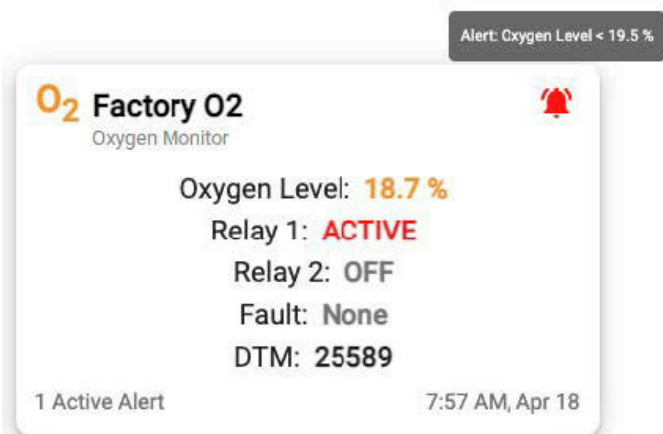 Alert: Oxygen Level < 19.5 %
O2 Factory O2
Oxygen Monitor
Oxygen Level: 18.7 %
Relay 1: ACTIVE
Relay 2: OFF
Fault: None
DTM: 25589
1 Active Alert 7:57 AM, Apr 18